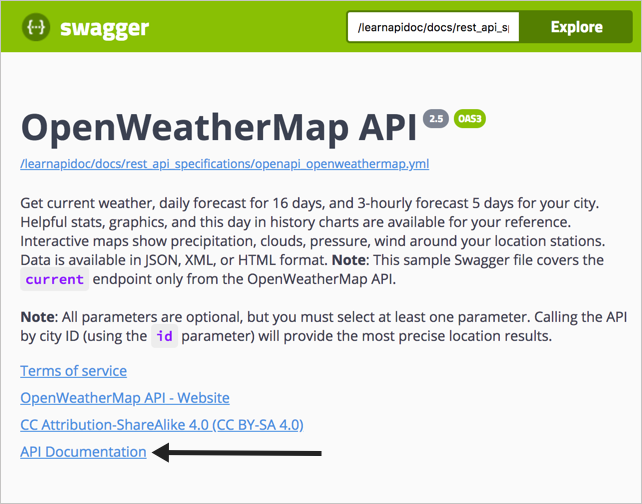 {···} swagger
/learnapidoc/docs/rest_api_sp
Explore
OpenWeatherMap API 2.5 OAS3
/learnapidoc/docs/rest_api_specifications/openapi_openweathermap.yml
Get current weather, daily forecast for 16 days, and 3-hourly forecast 5 days for your city.
Helpful stats, graphics, and this day in history charts are available for your reference.
Interactive maps show precipitation, clouds, pressure, wind around your location stations.
Data is available in JSON, XML, or HTML format. Note: This sample Swagger file covers the
current endpoint only from the OpenWeatherMap API.
Note: All parameters are optional, but you must select at least one parameter. Calling the API
by city ID (using the id parameter) will provide the most precise location results.
Terms of service
OpenWeatherMap API - Website
CC Attribution-ShareAlike 4.0 (CC BY-SA 4.0)
API Documentation